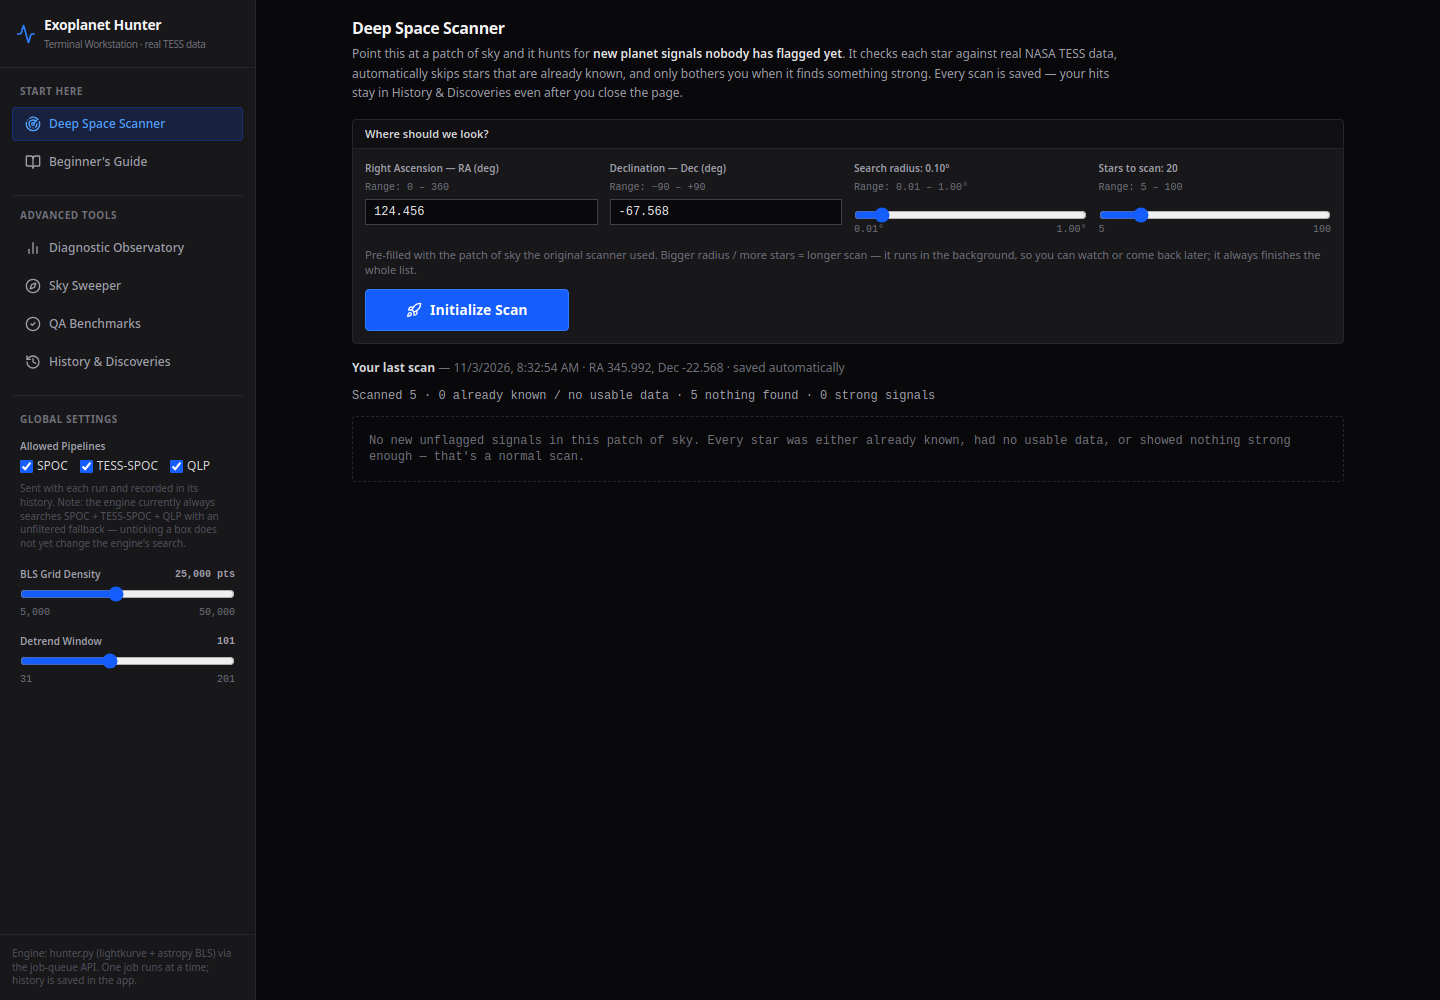 Exoplanet Hunter
Terminal Workstation · real TESS data
START HERE
Deep Space Scanner
Beginner's Guide
ADVANCED TOOLS
Diagnostic Observatory
Sky Sweeper
QA Benchmarks
History & Discoveries
GLOBAL SETTINGS
Allowed Pipelines
SPOC TESS-SPOC QLP
Sent with each run and recorded in its
history. Note: the engine currently always
searches SPOC + TESS-SPOC + QLP with an
unfiltered fallback — unticking a box does
not yet change the engine's search.
BLS Grid Density 25,000 pts
5,000 50,000
Detrend Window 101
31 201
Engine: hunter.py (lightkurve + astropy BLS) via
the job-queue API. One job runs at a time;
history is saved in the app.
Deep Space Scanner
Point this at a patch of sky and it hunts for new planet signals nobody has flagged yet. It checks each star against real NASA TESS data,
automatically skips stars that are already known, and only bothers you when it finds something strong. Every scan is saved — your hits
stay in History & Discoveries even after you close the page.
Where should we look?
Right Ascension — RA (deg) Declination — Dec (deg) Search radius: 0.10° Stars to scan: 20
Range: 0 – 360 Range: −90 – +90 Range: 0.01 – 1.00° Range: 5 – 100
124.456 -67.568
0.01° 1.00° 5 100
Pre-filled with the patch of sky the original scanner used. Bigger radius / more stars = longer scan — it runs in the background, so you can watch or come back later; it always finishes the
whole list.
Initialize Scan
Your last scan — 11/3/2026, 8:32:54 AM · RA 345.992, Dec -22.568 · saved automatically
Scanned 5 · 0 already known / no usable data · 5 nothing found · 0 strong signals
No new unflagged signals in this patch of sky. Every star was either already known, had no usable data, or showed nothing strong
enough — that's a normal scan.